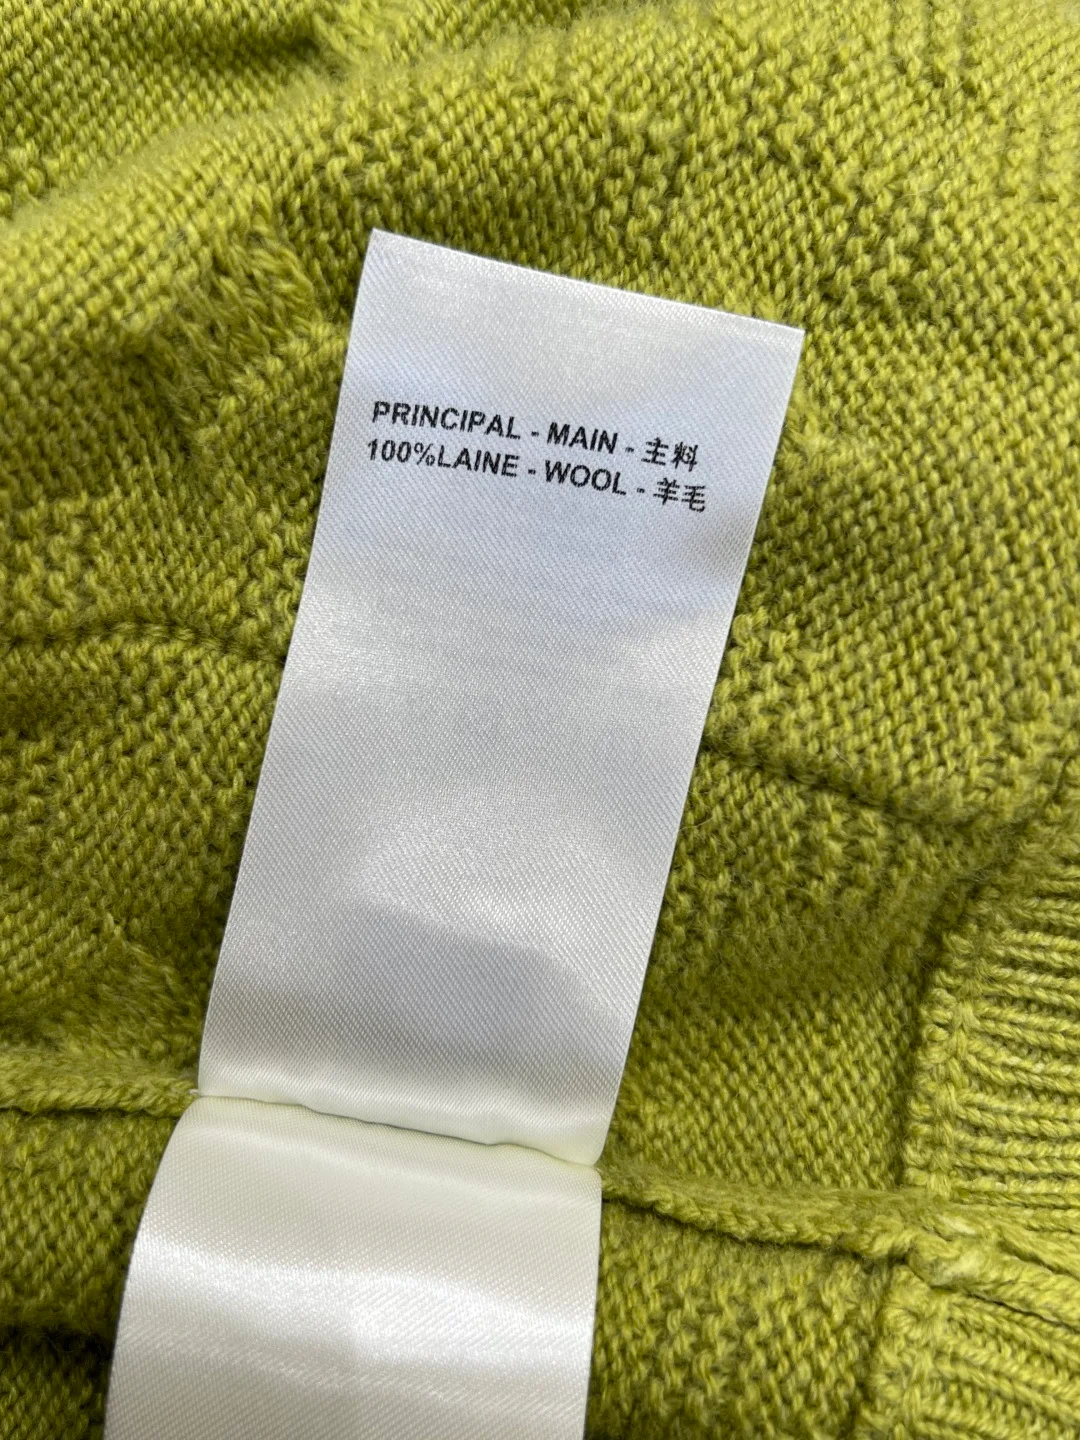 PRINCIPAL - MAIN - 主料
100%LAINE - WOOL - 羊毛